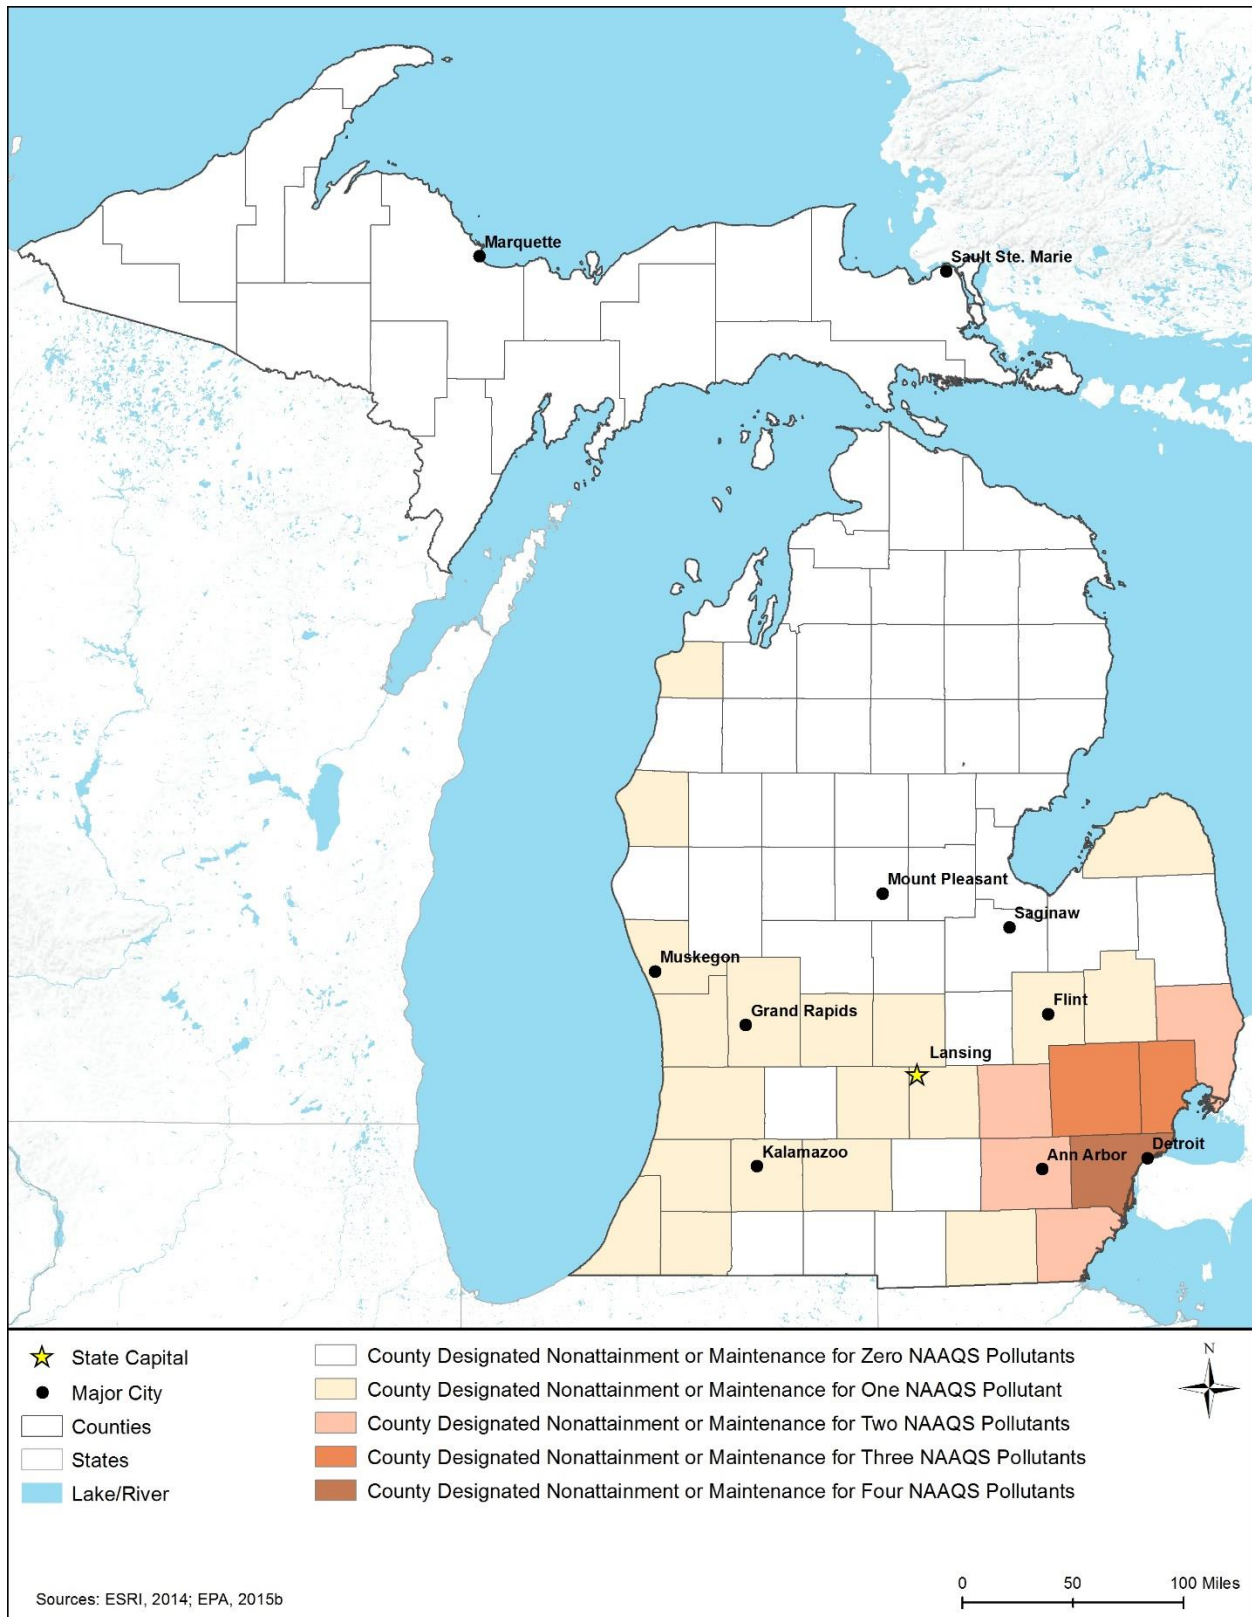 Marquette
Sault Ste. Marie
Mount Pleasant
Saginaw
Muskegon
Grand Rapids
Flint
Lansing
Kalamazoo
Ann Arbor
Detroit
State Capital
Major City
Counties
States
Lake/River
County Designated Nonattainment or Maintenance for Zero NAAQS Pollutants
County Designated Nonattainment or Maintenance for One NAAQS Pollutant
County Designated Nonattainment or Maintenance for Two NAAQS Pollutants
County Designated Nonattainment or Maintenance for Three NAAQS Pollutants
County Designated Nonattainment or Maintenance for Four NAAQS Pollutants
N
Sources: ESRI, 2014; EPA, 2015b
0 50 100 Miles